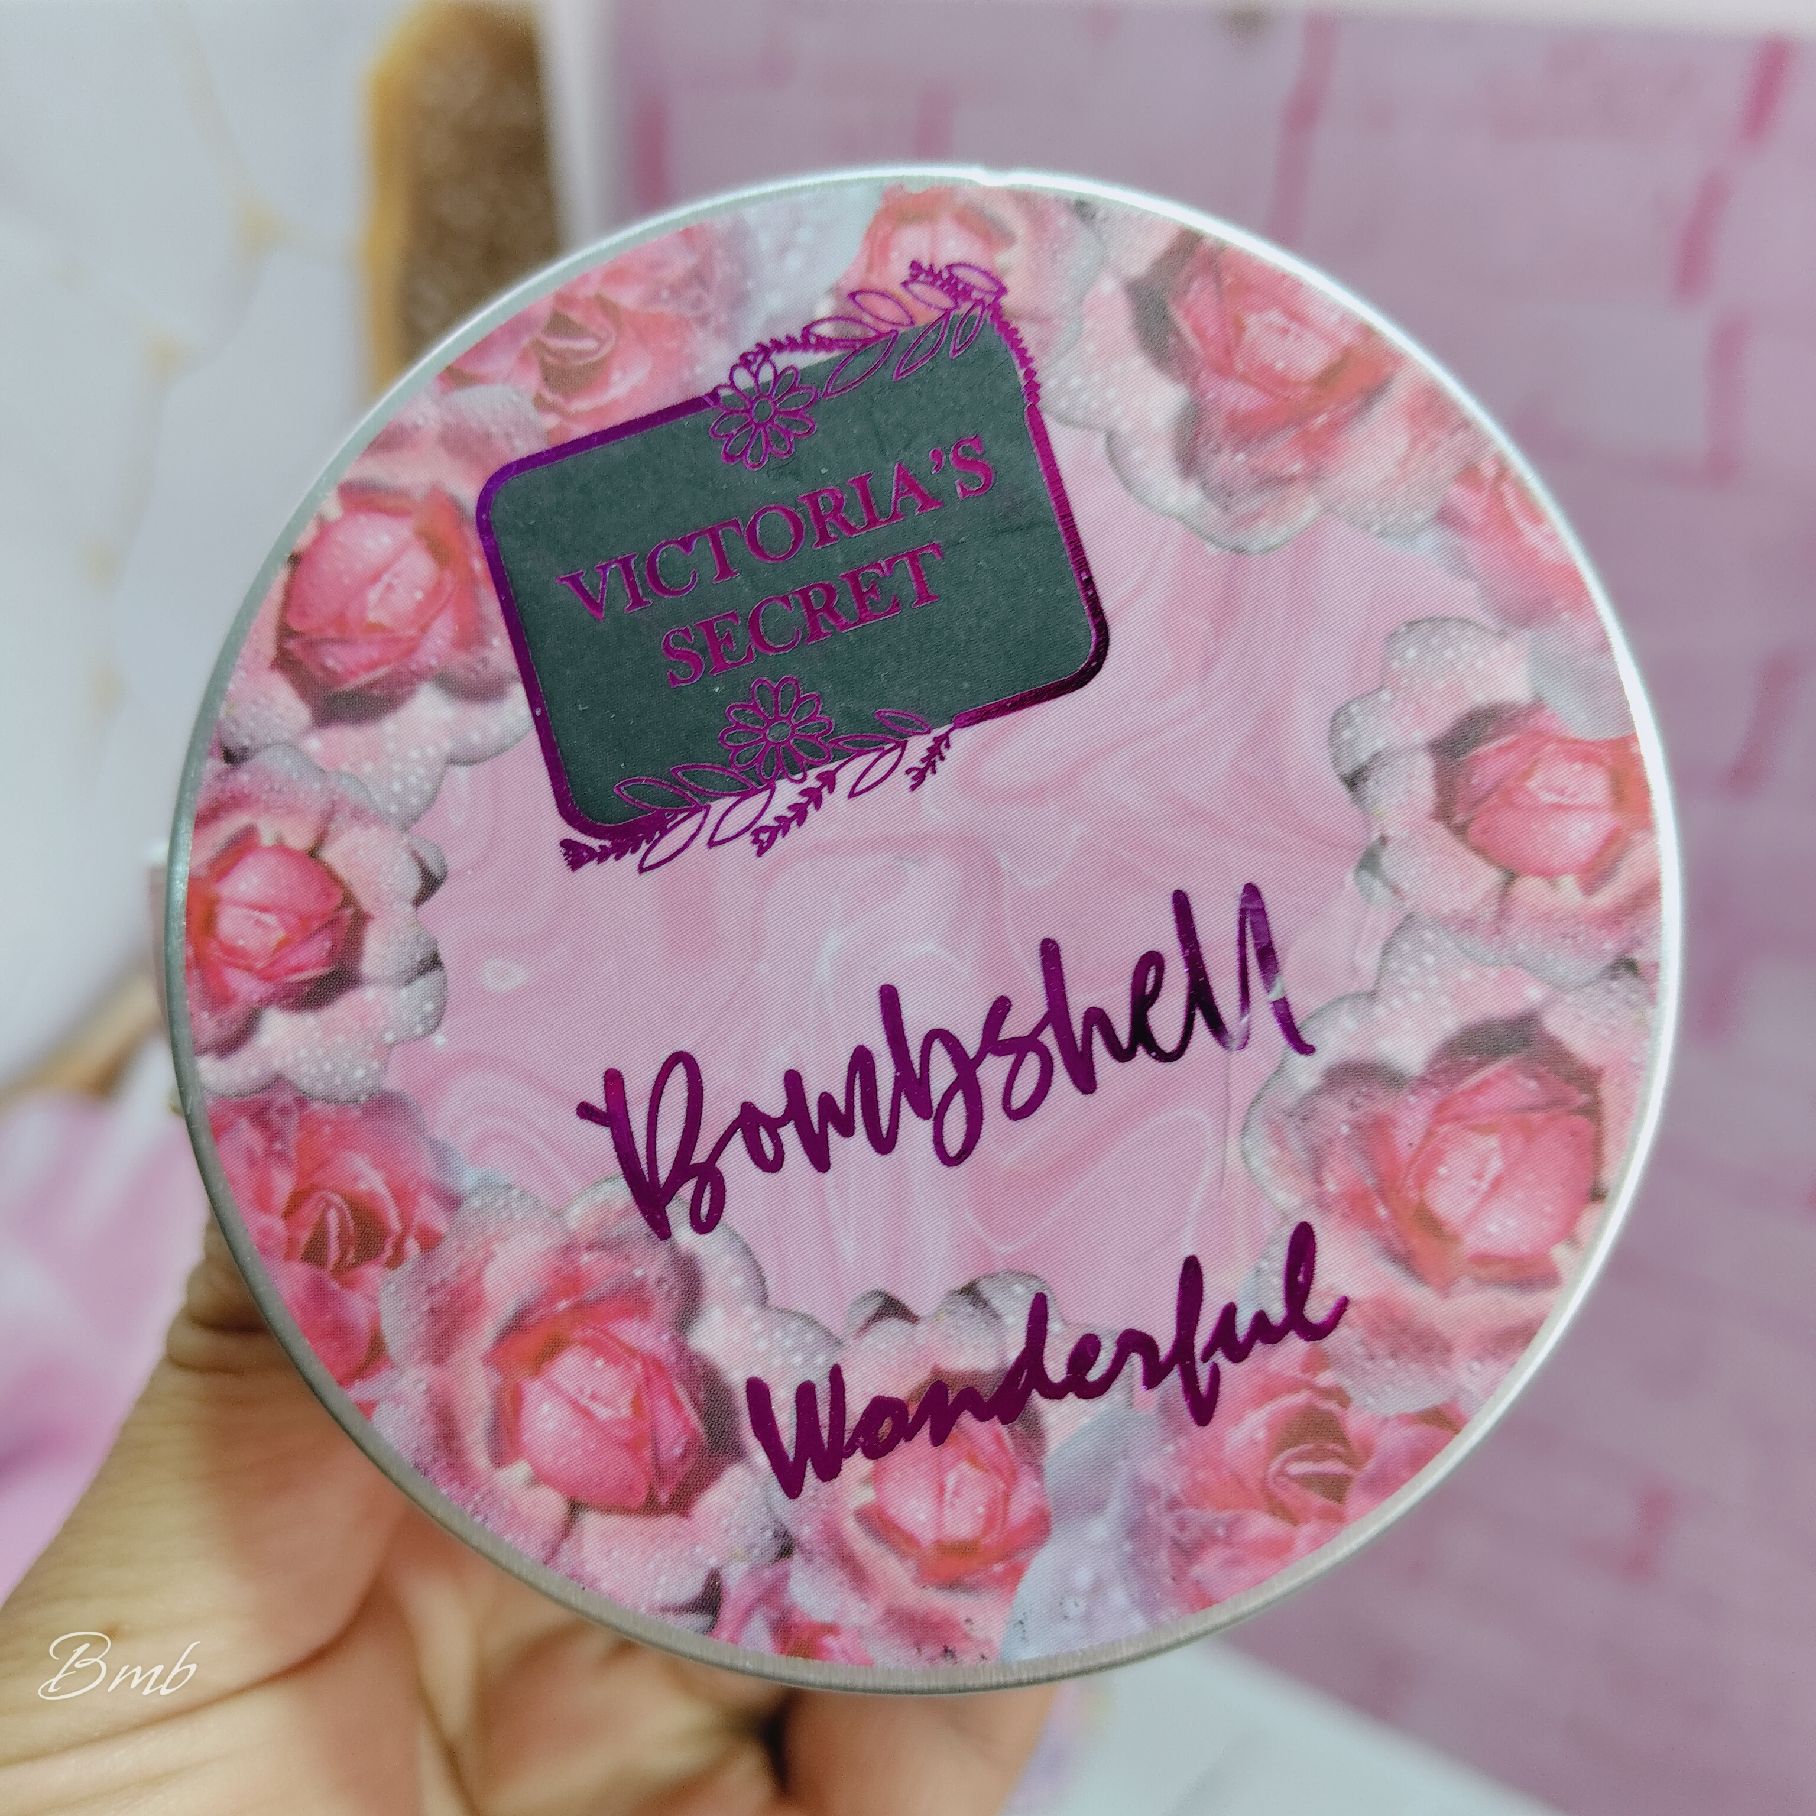 VICTORIA'S
SECRET
Bombshell
Wonderful
Bmb